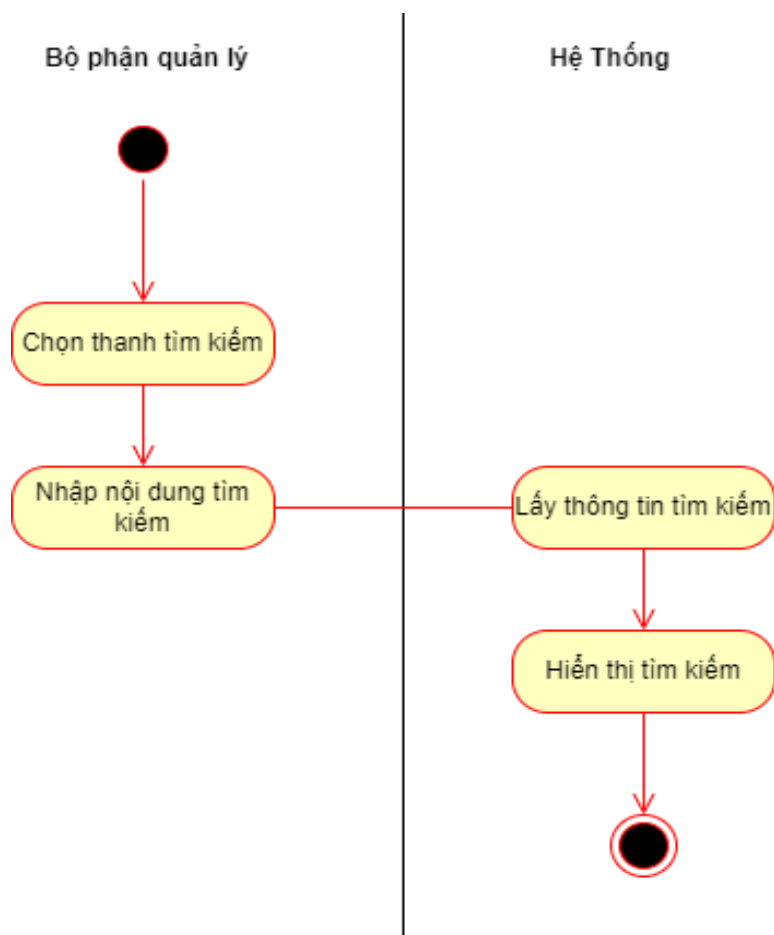 Bộ phận quản lý
Hệ Thống
Chọn thanh tìm kiếm
Nhập nội dung tìm
kiếm
Lấy thông tin tìm kiếm
Hiển thị tìm kiếm